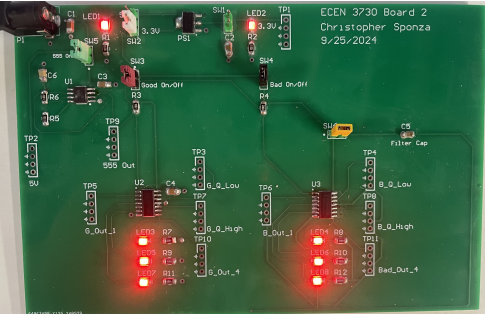 ECEN 3730 Board 2
Christopher Sponza
9/25/2024
LED1
C1
SW2
3.3V
PS1
SW1
LED2
3.3V
TP1
P1
SW5
R1
C2
R2
U1
C3
SW3
Good On/Off
SW4
Bad On/Off
C6
R6
R5
R3
R4
TP9
555 Out
C5
Filter Cap
TP2
5V
TP3
G_Q_Low
TP4
B_Q_Low
U2
C4
U3
TP5
G_Out_1
TP7
G_Q_High
TP6
B_Out_1
TP8
B_Q_High
LED3
R7
LED4
R8
R9
TP10
G_Out_4
LED6
R10
TP11
Bad_Out_4
LED7
R11
LED8
R12